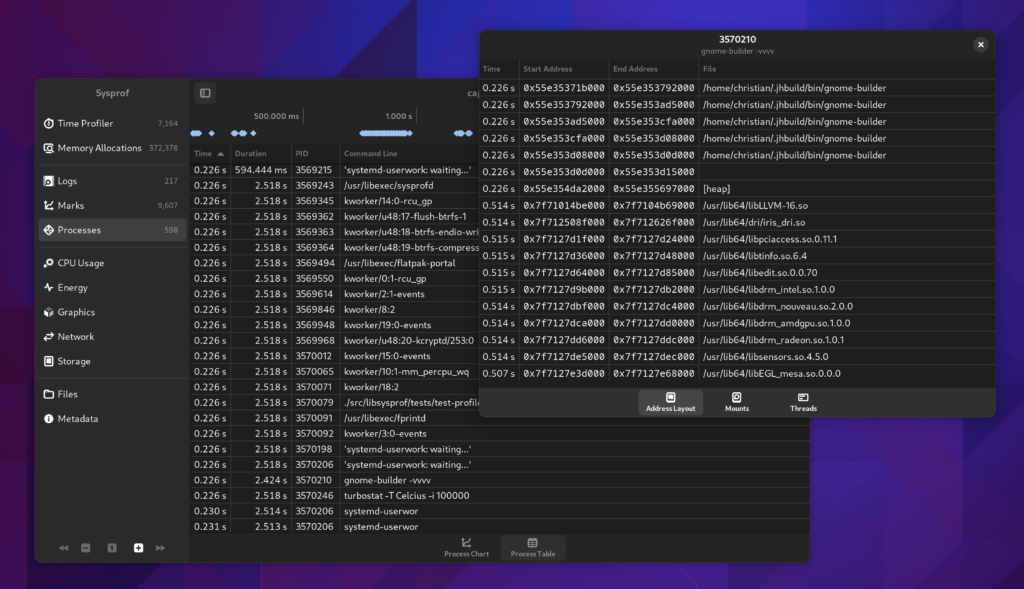 Sysprof
Time Profiler 7,164
Memory Allocations 372,378
Logs 217
Marks 9,607
Processes 598
CPU Usage
Energy
Graphics
Network
Storage
Files
Metadata
500.000 ms 1.000 s
Time Duration PID Command Line
0.226 s 594.444 ms 3569215 'systemd-userwork: waiting...'
0.226 s 2.518 s 3569243 /usr/libexec/sysprofd
0.226 s 2.518 s 3569345 kworker/14:0-rcu_gp
0.226 s 2.518 s 3569362 kworker/u48:17-flush-btrfs-1
0.226 s 2.518 s 3569363 kworker/u48:18-btrfs-endio-wri
0.226 s 2.518 s 3569364 kworker/u48:19-btrfs-compress
0.226 s 2.518 s 3569494 /usr/libexec/flatpak-portal
0.226 s 2.518 s 3569550 kworker/0:1-rcu_gp
0.226 s 2.518 s 3569614 kworker/2:1-events
0.226 s 2.518 s 3569846 kworker/8:2
0.226 s 2.518 s 3569948 kworker/19:0-events
0.226 s 2.518 s 3569968 kworker/u48:20-kcryptd/253:0
0.226 s 2.518 s 3570012 kworker/15:0-events
0.226 s 2.518 s 3570065 kworker/10:1-mm_percpu_wq
0.226 s 2.518 s 3570071 kworker/18:2
0.226 s 2.518 s 3570079 ./src/libsysprof/tests/test-profile
0.226 s 2.518 s 3570091 /usr/libexec/fprintd
0.226 s 2.518 s 3570092 kworker/3:0-events
0.226 s 2.518 s 3570198 'systemd-userwork: waiting...'
0.226 s 2.518 s 3570206 'systemd-userwork: waiting...'
0.226 s 2.424 s 3570210 gnome-builder -vvvv
0.226 s 2.518 s 3570246 turbostat -T Celcius -i 100000
0.230 s 2.514 s 3570206 systemd-userwor
0.231 s 2.513 s 3570206 systemd-userwor
Process Chart Process Table
3570210
gnome-builder -vvvv
Time Start Address End Address File
0.226 s 0x55e35371b000 0x55e353792000 /home/christian/.jhbuild/bin/gnome-builder
0.226 s 0x55e353792000 0x55e353ad5000 /home/christian/.jhbuild/bin/gnome-builder
0.226 s 0x55e353ad5000 0x55e353cfa000 /home/christian/.jhbuild/bin/gnome-builder
0.226 s 0x55e353cfa000 0x55e353d08000 /home/christian/.jhbuild/bin/gnome-builder
0.226 s 0x55e353d08000 0x55e353d0d000 /home/christian/.jhbuild/bin/gnome-builder
0.226 s 0x55e353d0d000 0x55e353d15000
0.226 s 0x55e354da2000 0x55e355697000 [heap]
0.514 s 0x7f71014be000 0x7f7104b69000 /usr/lib64/libLLVM-16.so
0.514 s 0x7f712508f000 0x7f712626f000 /usr/lib64/dri/iris_dri.so
0.515 s 0x7f7127d1f000 0x7f7127d24000 /usr/lib64/libpciaccess.so.0.11.1
0.515 s 0x7f7127d36000 0x7f7127d48000 /usr/lib64/libtinfo.so.6.4
0.515 s 0x7f7127d64000 0x7f7127d85000 /usr/lib64/libedit.so.0.0.70
0.515 s 0x7f7127d9b000 0x7f7127db2000 /usr/lib64/libdrm_intel.so.1.0.0
0.514 s 0x7f7127dbf000 0x7f7127dc4000 /usr/lib64/libdrm_nouveau.so.2.0.0
0.514 s 0x7f7127dca000 0x7f7127dd0000 /usr/lib64/libdrm_amdgpu.so.1.0.0
0.514 s 0x7f7127dd6000 0x7f7127ddc000 /usr/lib64/libdrm_radeon.so.1.0.1
0.514 s 0x7f7127de5000 0x7f7127dec000 /usr/lib64/libsensors.so.4.5.0
0.507 s 0x7f7127e3d000 0x7f7127e68000 /usr/lib64/libEGL_mesa.so.0.0.0
Address Layout Mounts Threads